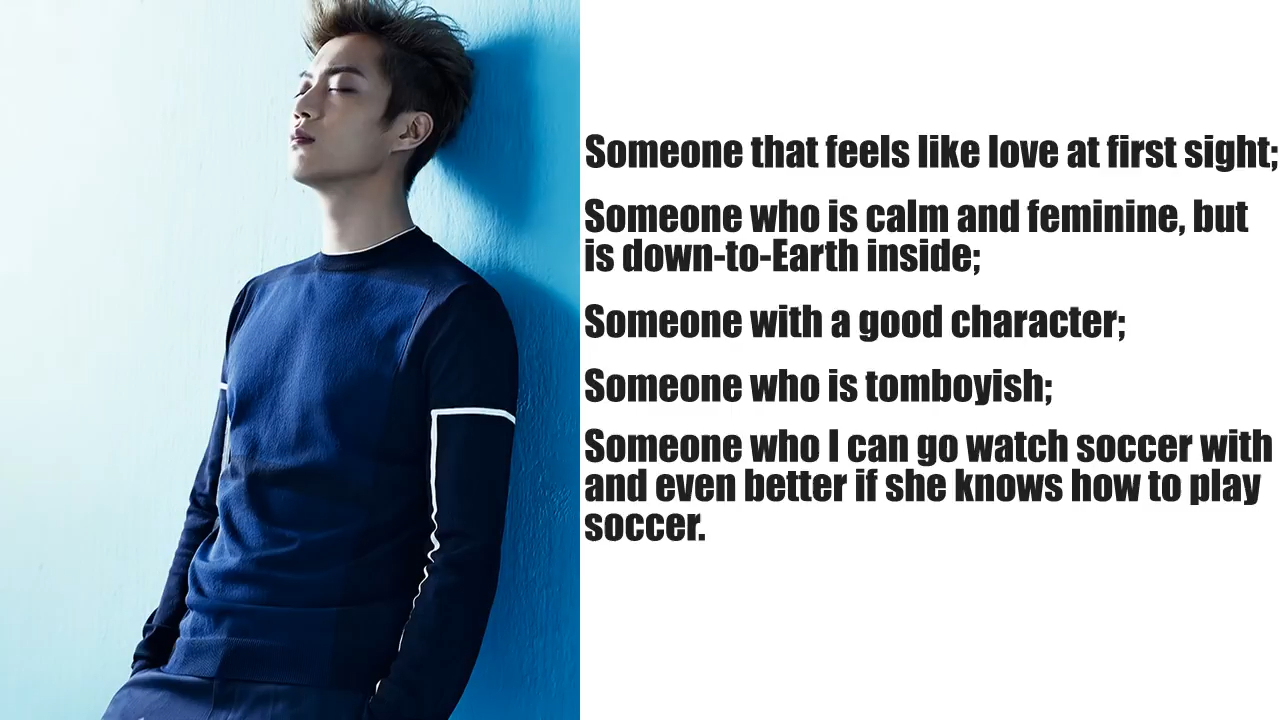 Someone that feels like love at first sight;
Someone who is calm and feminine, but
is down-to-Earth inside;
Someone with a good character;
Someone who is tomboyish;
Someone who I can go watch soccer with
and even better if she knows how to play
soccer.